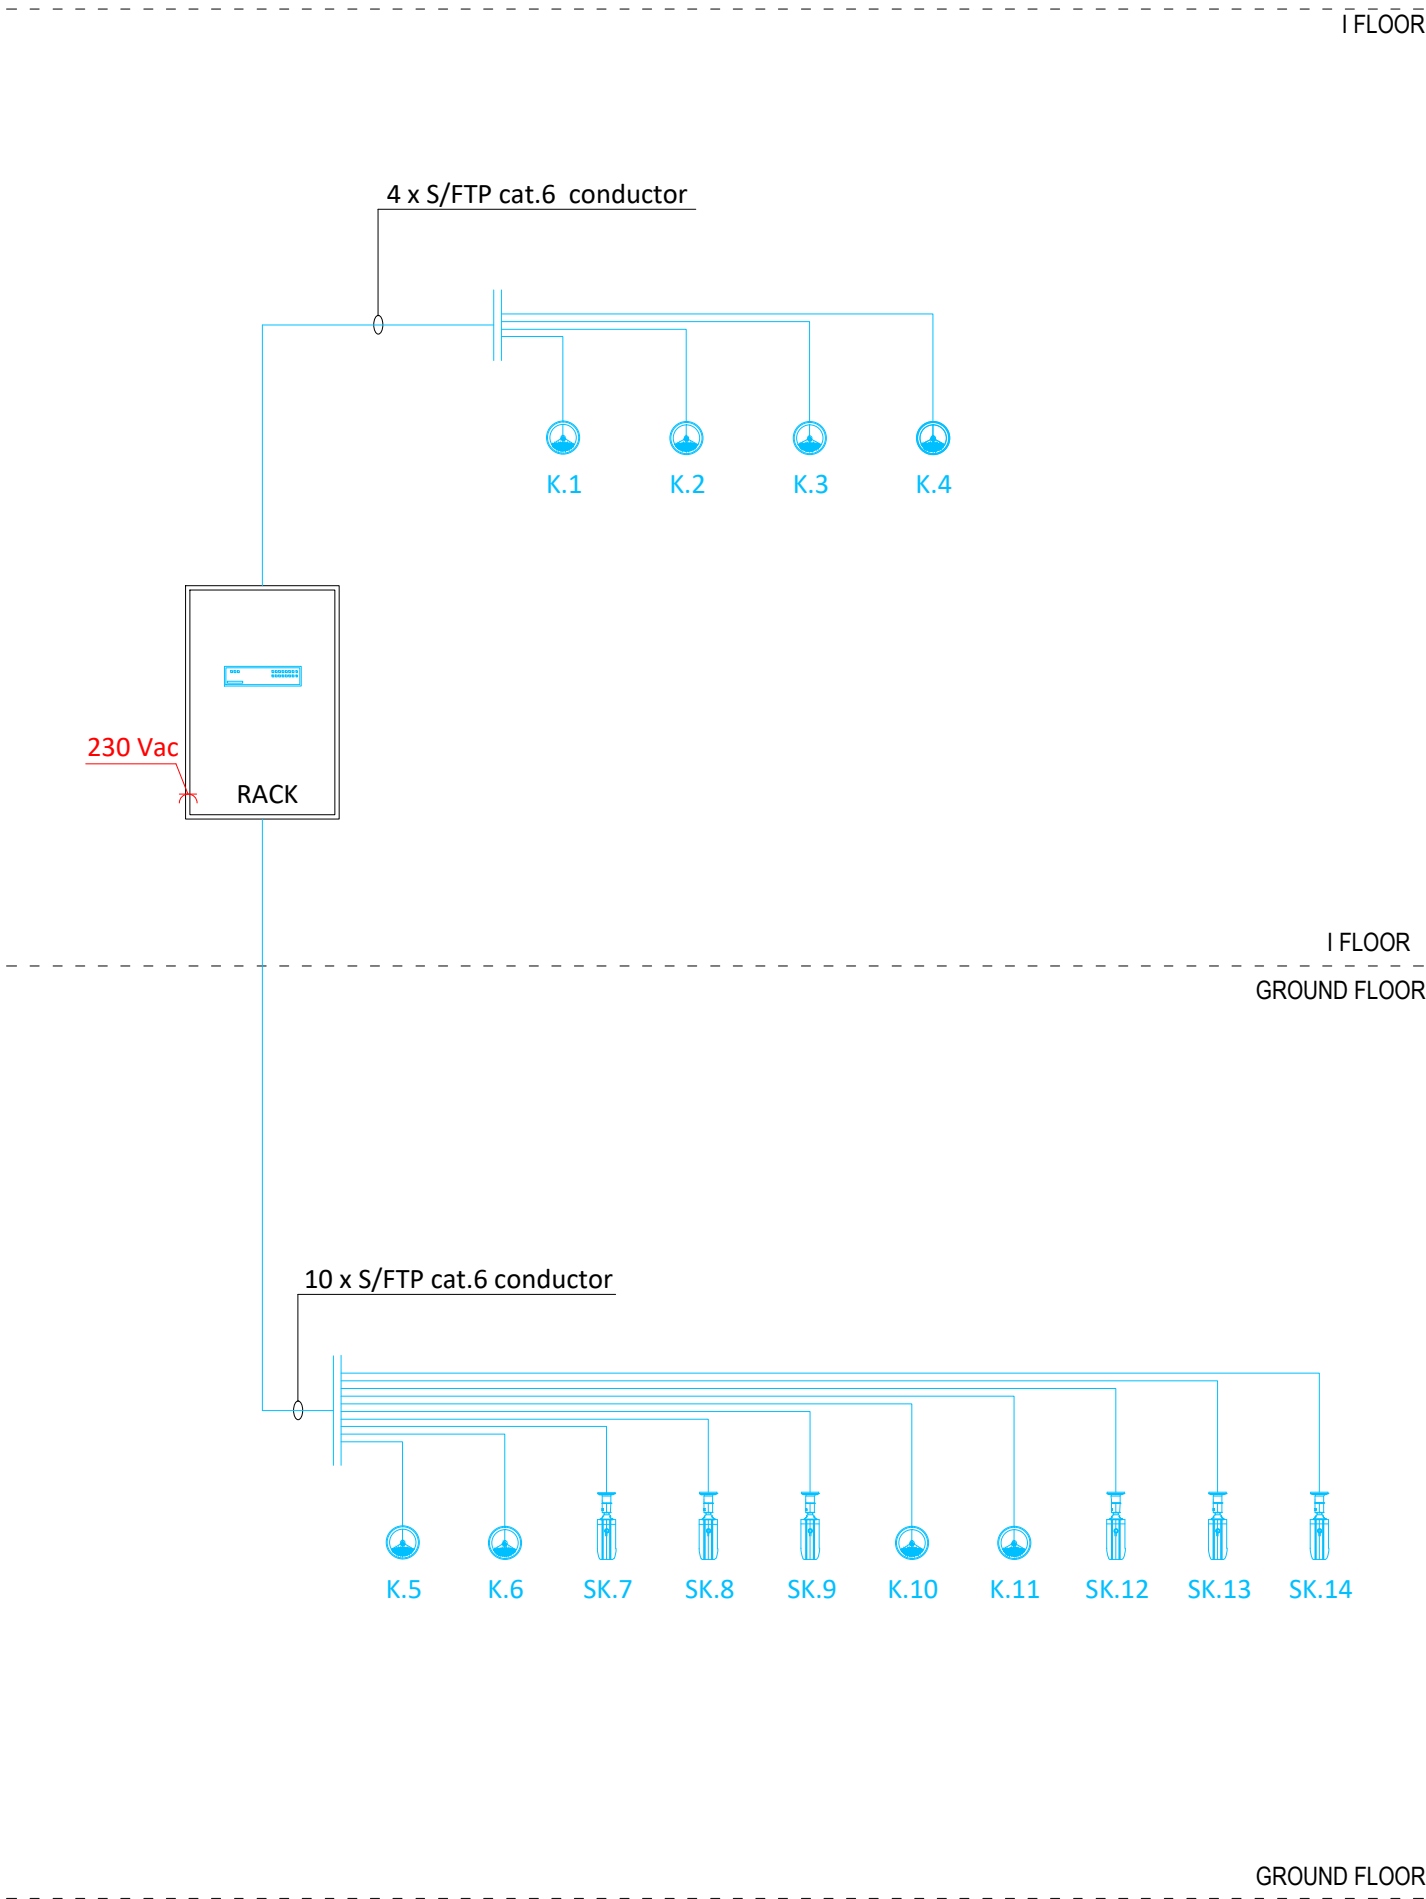 I FLOOR
4 x S/FTP cat.6 conductor
K.1 K.2 K.3 K.4
230 Vac
RACK
I FLOOR
GROUND FLOOR
10 x S/FTP cat.6 conductor
K.5 K.6 SK.7 SK.8 SK.9 K.10 K.11 SK.12 SK.13 SK.14
GROUND FLOOR